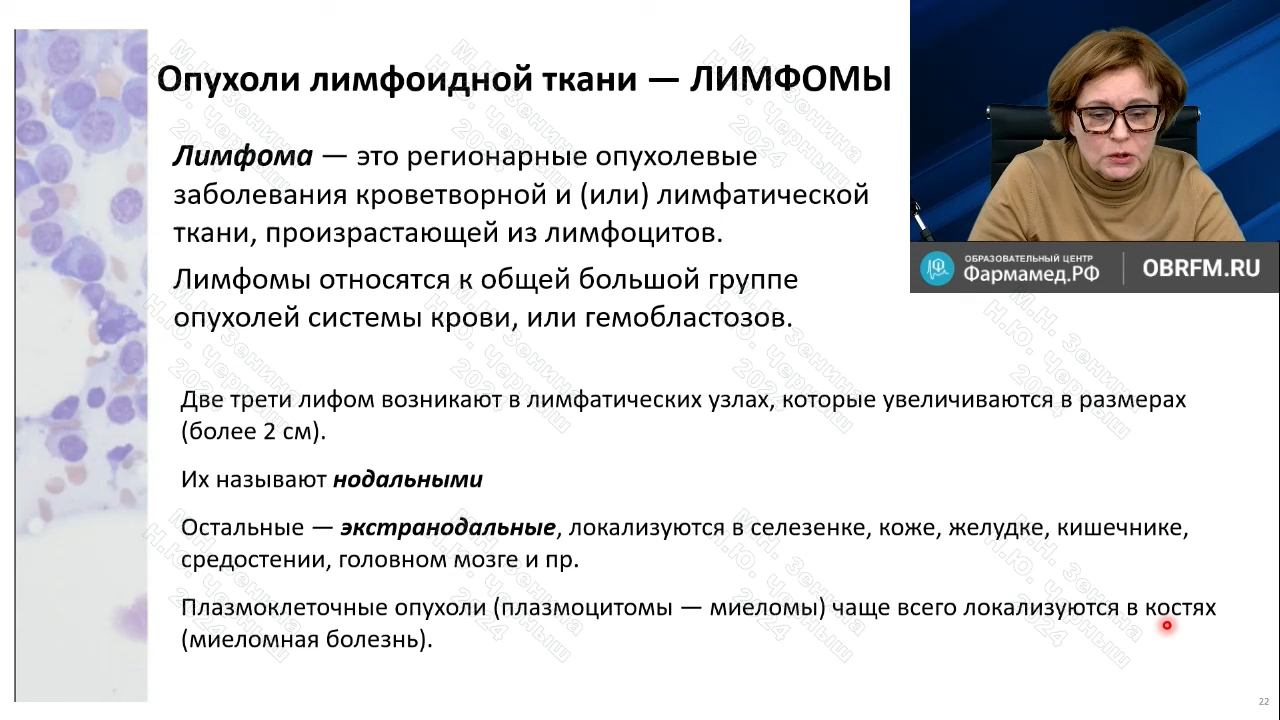 Опухоли лимфоидной ткани — ЛИМФОМЫ
Лимфома — это регионарные опухолевые
заболевания кроветворной и (или) лимфатической
ткани, произрастающей из лимфоцитов.
Лимфомы относятся к общей большой группе
опухолей системы крови, или гемобластозов.
ОБРАЗОВАТЕЛЬНЫЙ ЦЕНТР
Фармамед.РФ
OBRFM.RU
Две трети лифом возникают в лимфатических узлах, которые увеличиваются в размерах
(более 2 см).
Их называют нодальными
Остальные — экстранодальные, локализуются в селезенке, коже, желудке, кишечнике,
средостении, головном мозге и пр.
Плазмоклеточные опухоли (плазмоцитомы — миеломы) чаще всего локализуются в костях
(миеломная болезнь).
М.Н. Зенина
Н.Ю. Черныш
2024
22